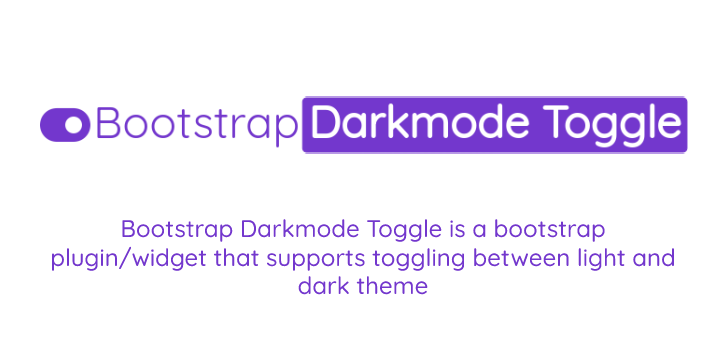 Bootstrap Darkmode Toggle
Bootstrap Darkmode Toggle is a bootstrap
plugin/widget that supports toggling between light and
dark theme